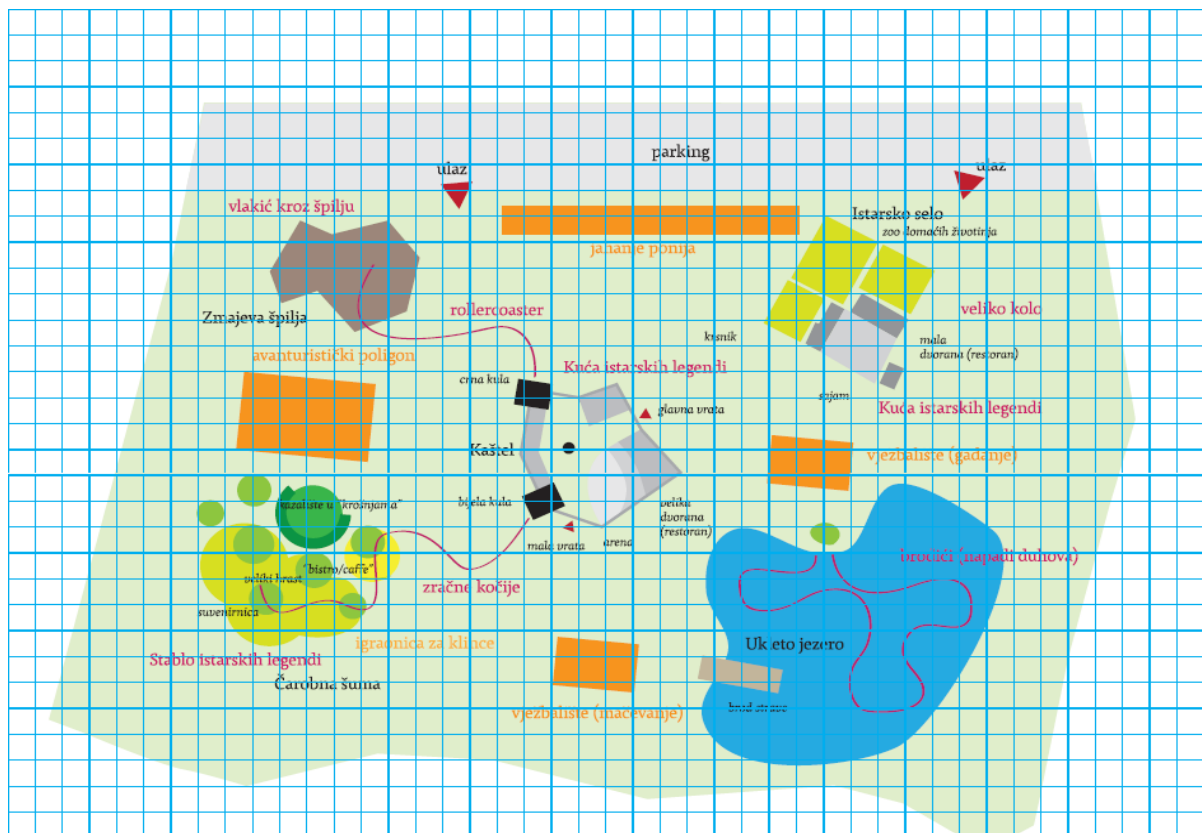 parking
ulaz
ulaz
vlakić kroz špilju
Istarsko selo
zoo domaćih životinja
jahanje ponija
Zmajeva špilja
rollercoaster
veliko kolo
krsnik
mala
dvorana (restoran)
avanturistički poligon
Kuća istarskih legendi
crna kula
sajam
glavna vrata
Kuća istarskih legendi
Kaštel
vježbalište (gađanje)
kazalište u "krošnjama"
bijela kula
velika
dvorana
(restoran)
mala vrata
arena
brodići (napadi duhova)
"bistro/caffe"
veliki hrast
zračne kočije
suvenirnica
igraonica za klince
Ukleto jezero
Stablo istarskih legendi
Čarobna šuma
brod strave
vježbalište (mačevanje)